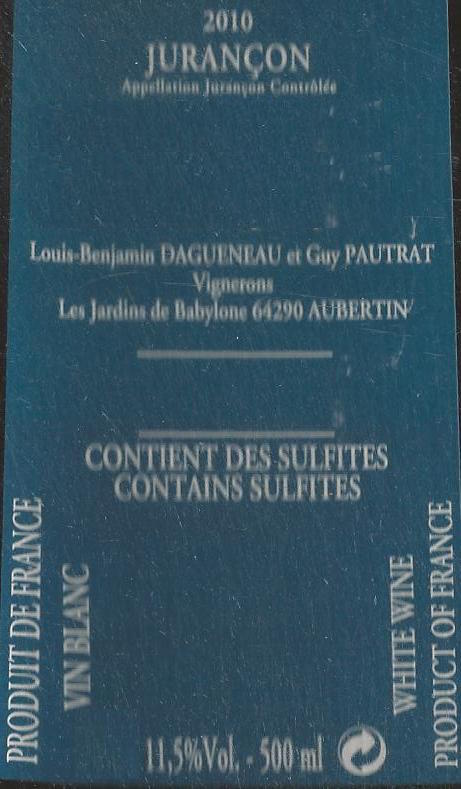 2010
JURANÇON
Appellation Jurançon Contrôlée
Louis-Benjamin DAGUENEAU et Guy PAUTRAT
Vignerons
Les Jardins de Babylone 64290 AUBERTIN
CONTIENT DES SULFITES
CONTAINS SULFITES
PRODUIT DE FRANCE
VIN BLANC
WHITE WINE
PRODUCT OF FRANCE
11,5%Vol. - 500 ml